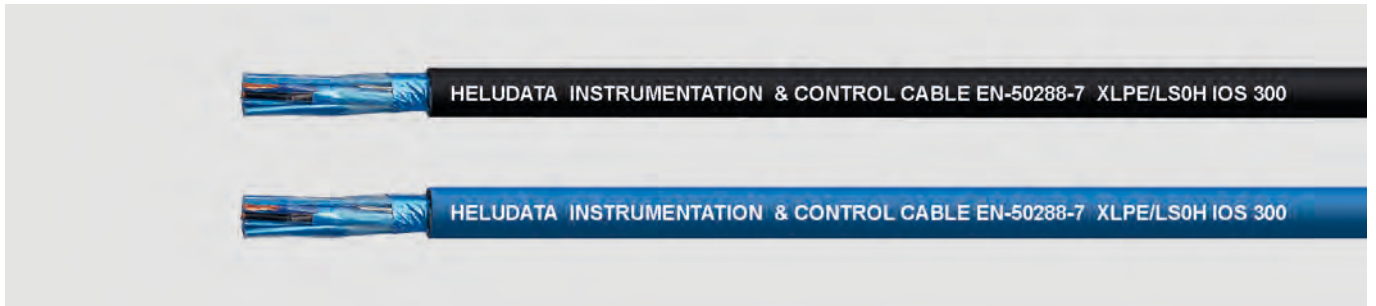 HELUDATA INSTRUMENTATION & CONTROL CABLE EN-50288-7 XLPE/LS0H IOS 300
HELUDATA INSTRUMENTATION & CONTROL CABLE EN-50288-7 XLPE/LS0H IOS 300